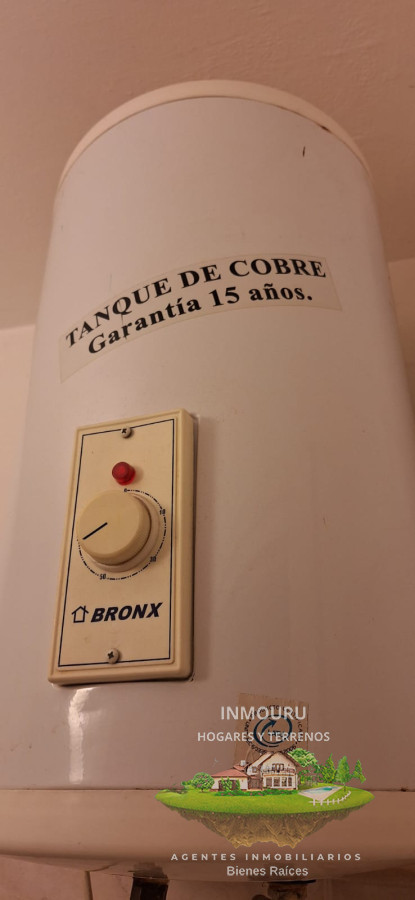 TANQUE DE COBRE
Garantía 15 años.
BRONX
INMOURU
HOGARES Y TERRENOS
AGENTES INMOBILIARIOS
Bienes Raíces